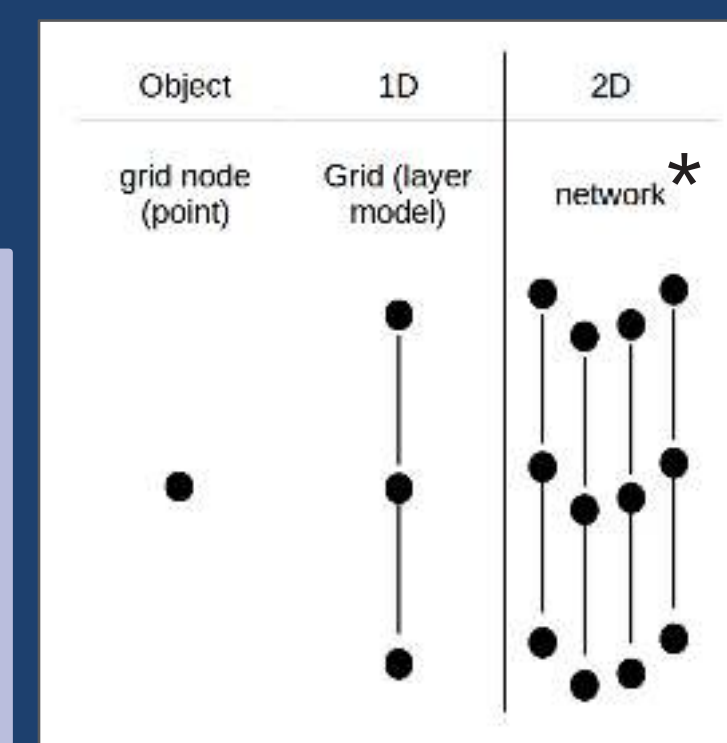 Object 1D 2D
grid node
(point)
Grid (layer
model)
network*